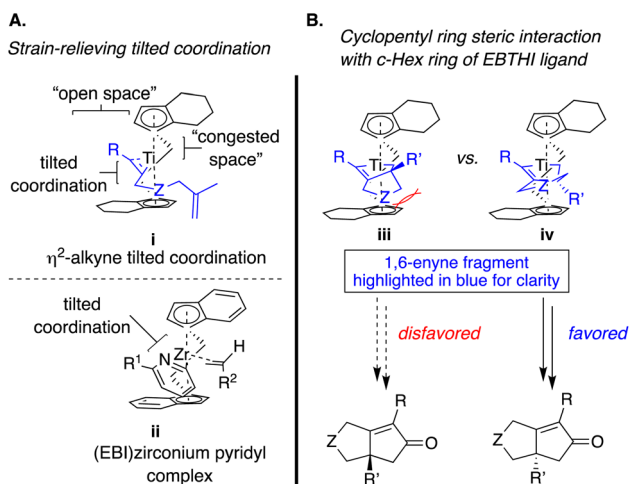 A.
Strain-relieving tilted coordination
“open space”
R
Ti
“congested
space”
tilted
coordination
Z
i
η²-alkyne tilted coordination
tilted
coordination
N
Zr
H
R¹
R²
ii
(EBI)zirconium pyridyl
complex
B.
Cyclopentyl ring steric interaction
with c-Hex ring of EBTHI ligand
R
Ti
R'
Z
iii
vs.
R
Ti
Z
R'
iv
1,6-enyne fragment
highlighted in blue for clarity
disfavored
favored
R
Z
O
R'
R
Z
O
R'